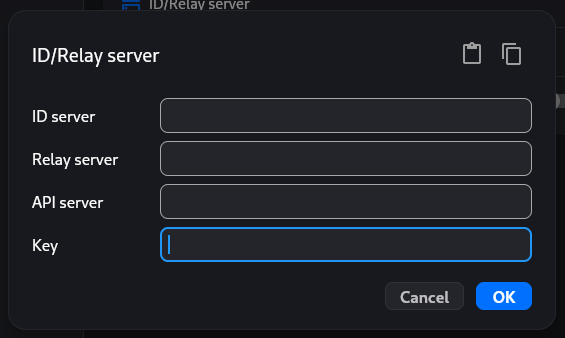 ID/Relay server
ID/Relay server
ID server
Relay server
API server
Key
Cancel OK